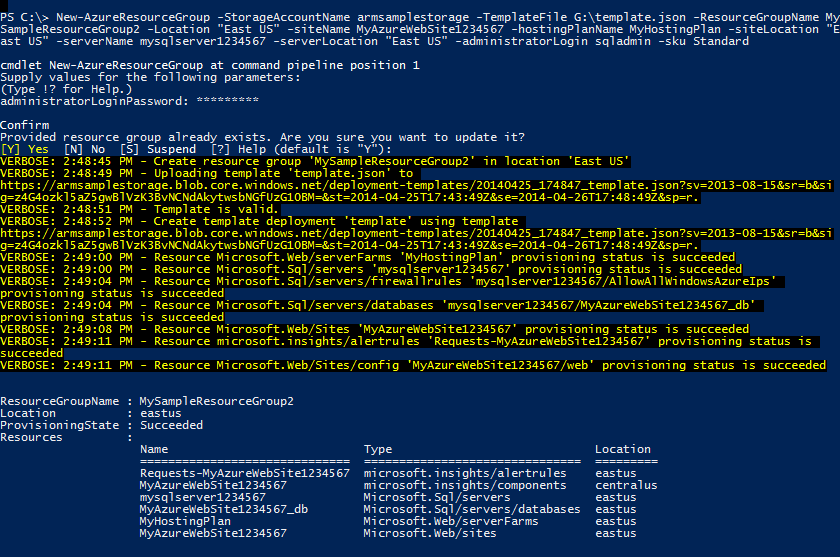 PS C:\> New-AzureResourceGroup -StorageAccountName armsamplestorage -TemplateFile G:\template.json -ResourceGroupName My
SampleResourceGroup2 -Location "East US" -siteName MyAzureWebSite1234567 -hostingPlanName MyHostingPlan -siteLocation "E
ast US" -serverName mysqlserver1234567 -serverLocation "East US" -administratorLogin sqladmin -sku Standard
cmdlet New-AzureResourceGroup at command pipeline position 1
Supply values for the following parameters:
(Type !? for Help.)
administratorLoginPassword: *********
Confirm
Provided resource group already exists. Are you sure you want to update it?
[Y] Yes  [N] No  [S] Suspend  [?] Help (default is "Y"):
VERBOSE: 2:48:45 PM - Create resource group 'MySampleResourceGroup2' in location 'East US'
VERBOSE: 2:48:49 PM - Uploading template 'template.json' to
https://armsamplestorage.blob.core.windows.net/deployment-templates/20140425_174847_template.json?sv=2013-08-15&sr=b&si
g=z4G4ozkl5aZ5gwBlVzK3BvNCNdAkytwsbNGfUzG1OBM=&st=2014-04-25T17:43:49Z&se=2014-04-26T17:48:49Z&sp=r.
VERBOSE: 2:48:51 PM - Template is valid.
VERBOSE: 2:48:52 PM - Create template deployment 'template' using template
https://armsamplestorage.blob.core.windows.net/deployment-templates/20140425_174847_template.json?sv=2013-08-15&sr=b&si
g=z4G4ozkl5aZ5gwBlVzK3BvNCNdAkytwsbNGfUzG1OBM=&st=2014-04-25T17:43:49Z&se=2014-04-26T17:48:49Z&sp=r.
VERBOSE: 2:49:00 PM - Resource Microsoft.Web/serverFarms 'MyHostingPlan' provisioning status is succeeded
VERBOSE: 2:49:00 PM - Resource Microsoft.Sql/servers 'mysqlserver1234567' provisioning status is succeeded
VERBOSE: 2:49:04 PM - Resource Microsoft.Sql/servers/firewallrules 'mysqlserver1234567/AllowAllWindowsAzureIps'
provisioning status is succeeded
VERBOSE: 2:49:04 PM - Resource Microsoft.Sql/servers/databases 'mysqlserver1234567/MyAzureWebSite1234567_db'
provisioning status is succeeded
VERBOSE: 2:49:08 PM - Resource Microsoft.Web/Sites 'MyAzureWebSite1234567' provisioning status is succeeded
VERBOSE: 2:49:11 PM - Resource microsoft.insights/alertrules 'Requests-MyAzureWebSite1234567' provisioning status is
succeeded
VERBOSE: 2:49:11 PM - Resource Microsoft.Web/Sites/config 'MyAzureWebSite1234567/web' provisioning status is succeeded
ResourceGroupName : MySampleResourceGroup2
Location          : eastus
ProvisioningState : Succeeded
Resources         :
Name                            Type                             Location
==============================  ===============================  =========
Requests-MyAzureWebSite1234567  microsoft.insights/alertrules    eastus
MyAzureWebSite1234567           microsoft.insights/components    centralus
mysqlserver1234567              Microsoft.Sql/servers            eastus
MyAzureWebSite1234567_db        Microsoft.Sql/servers/databases  eastus
MyHostingPlan                   Microsoft.Web/serverFarms        eastus
MyAzureWebSite1234567           Microsoft.Web/sites              eastus